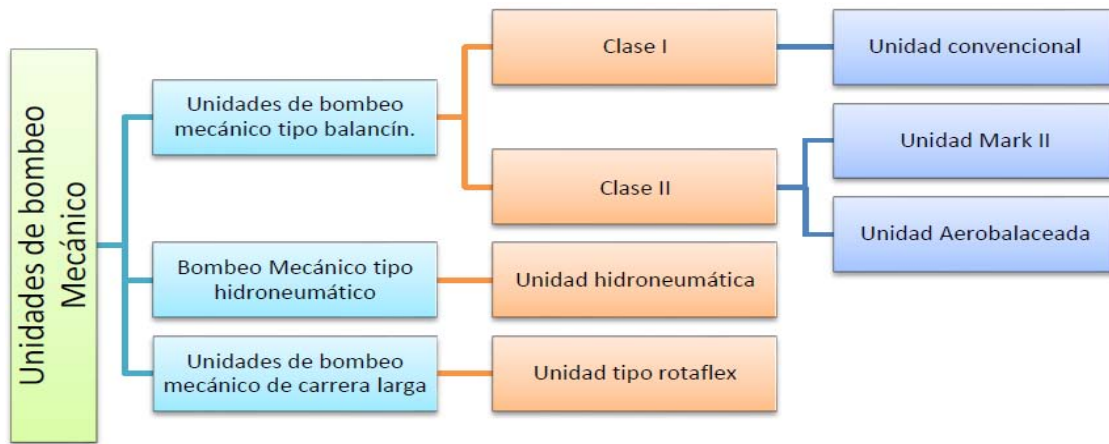 Unidades de bombeo
Mecánico
Unidades de bombeo
mecánico tipo balancín.
Clase I
Unidad convencional
Clase II
Unidad Mark II
Unidad Aerobalaceada
Bombeo Mecánico tipo
hidroneumático
Unidad hidroneumática
Unidades de bombeo
mecánico de carrera larga
Unidad tipo rotaflex